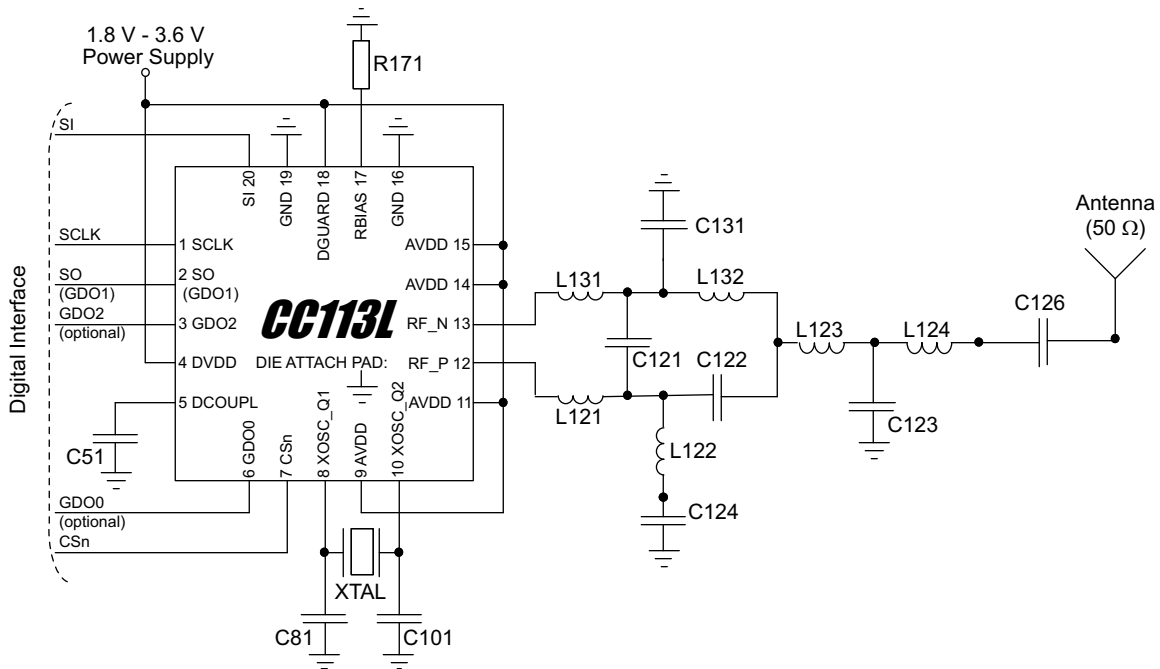 1.8 V - 3.6 V
Power Supply
R171
SI
SI 20
GND 19
DGUARD 18
RBIAS 17
GND 16
Antenna
(50 Ω)
C131
SCLK
1 SCLK
AVDD 15
SO
(GDO1)
2 SO
(GDO1)
AVDD 14
L131
L132
Digital Interface
GDO2
(optional)
3 GDO2
CC113L
RF_N 13
C126
L123
L124
4 DVDD
DIE ATTACH PAD:
RF_P 12
C121
C122
5 DCOUPL
AVDD 11
L121
C123
C51
6 GDO0
7 CSn
8 XOSC_Q1
9 AVDD
10 XOSC_Q2
L122
GDO0
(optional)
C124
CSn
XTAL
C81
C101